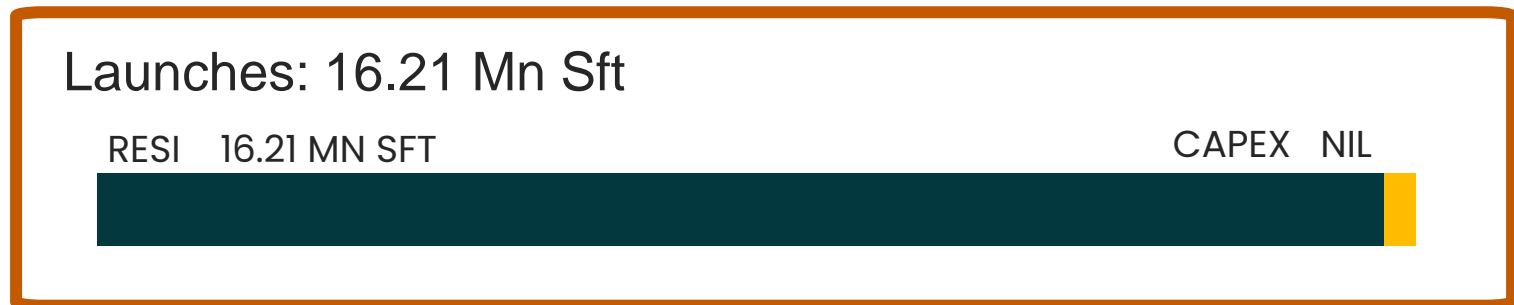 Launches: 16.21 Mn Sft
RESI 16.21 MN SFT CAPEX NIL